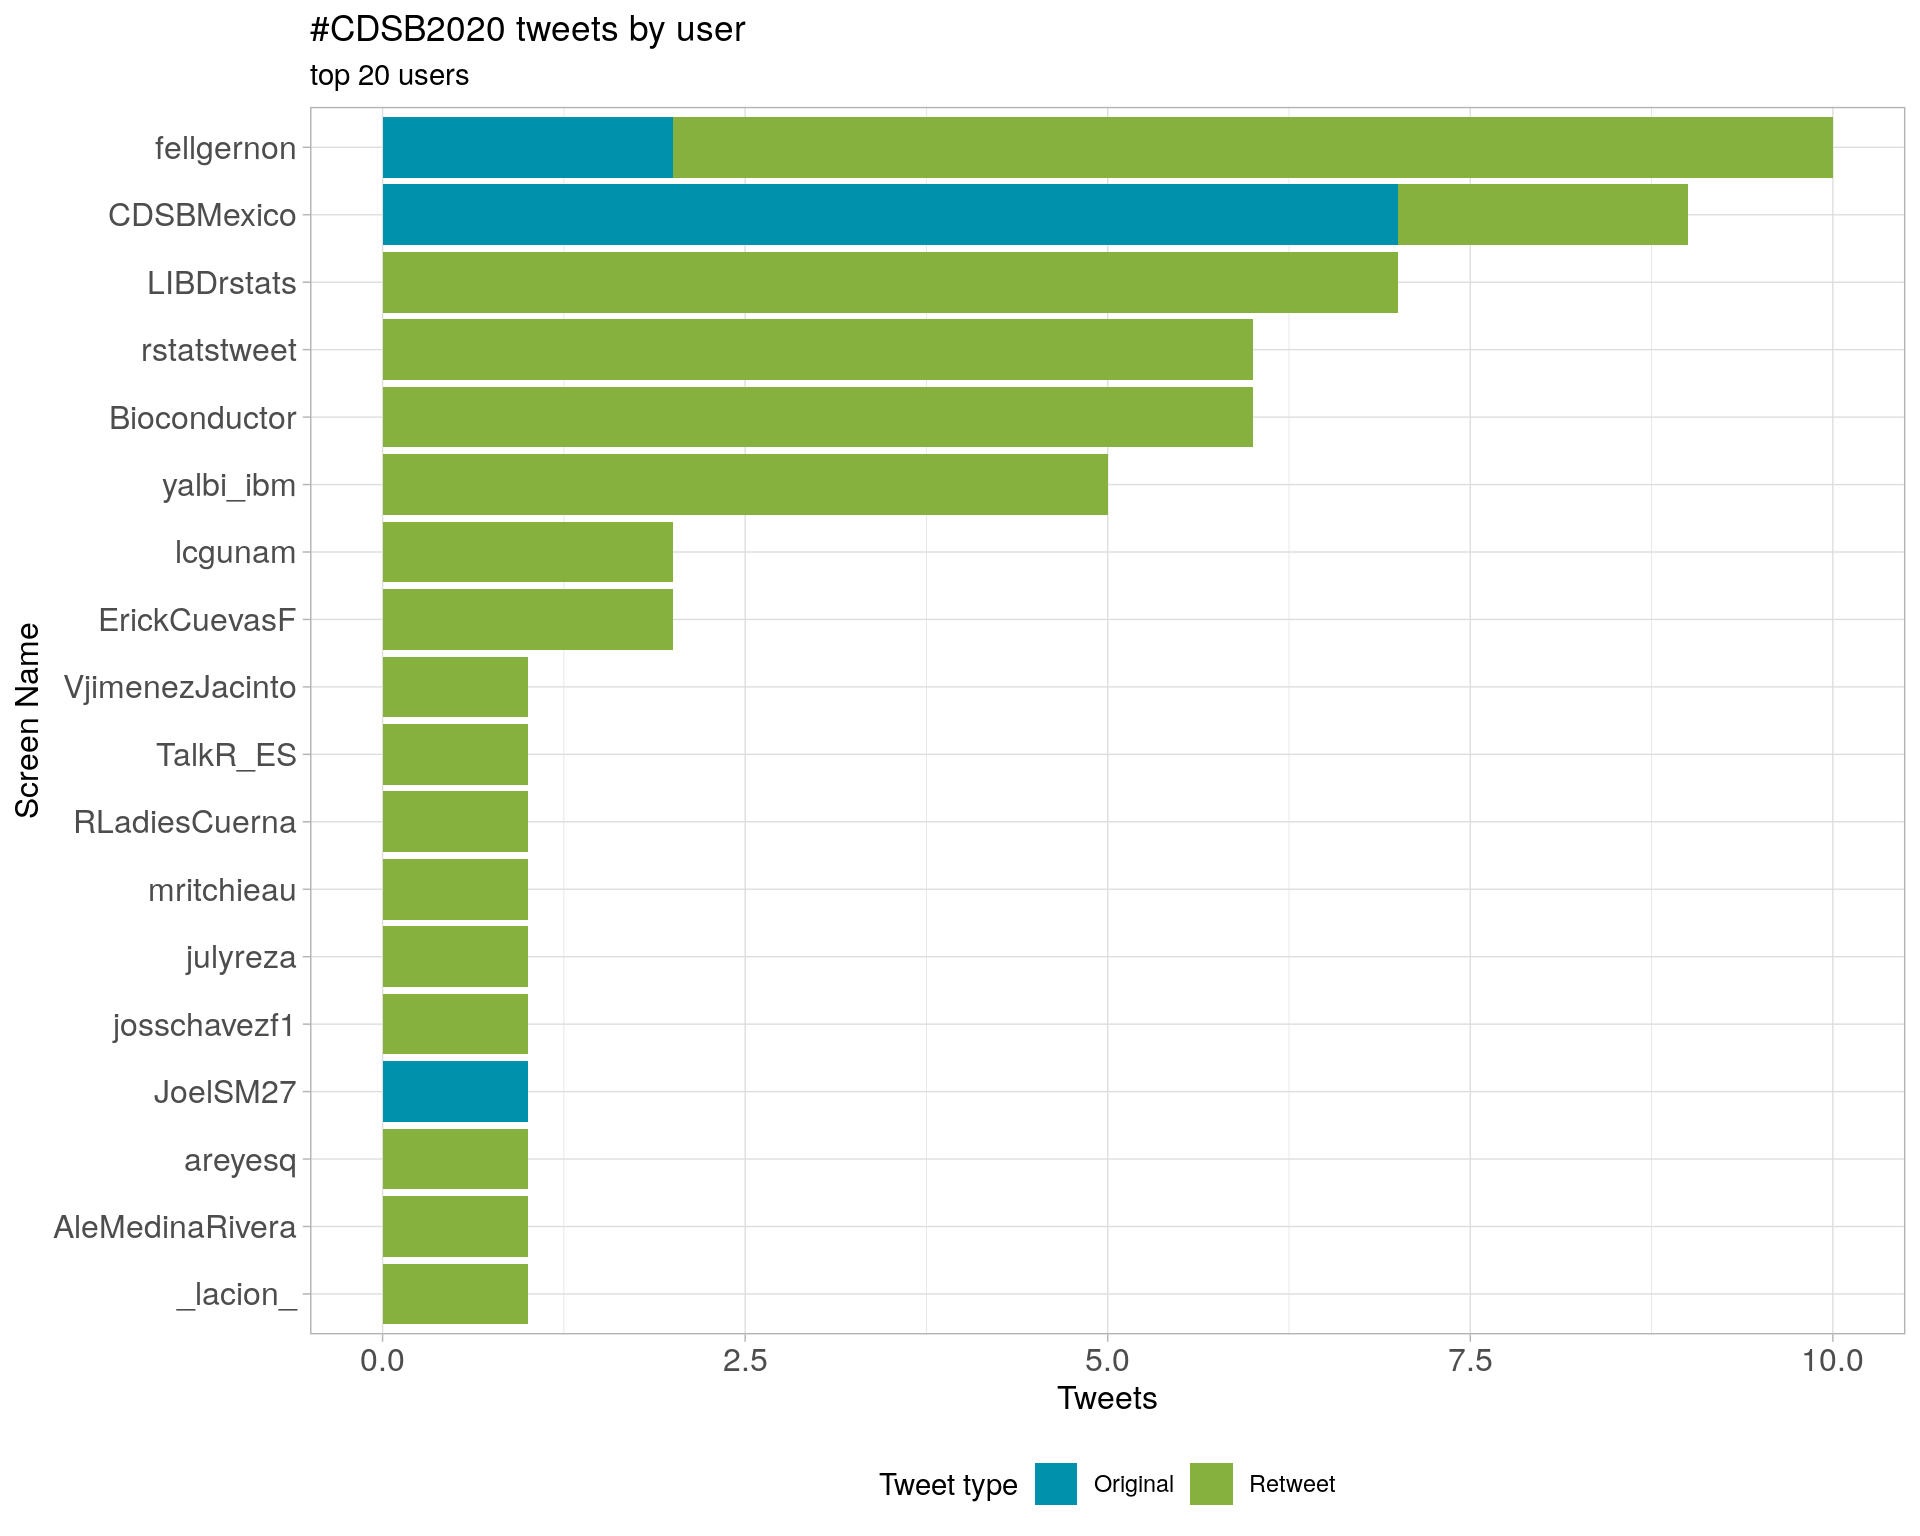 #CDSB2020 tweets by user
top 20 users
Screen Name
fellgernon
CDSBMexico
LIBDrstats
rstatstweet
Bioconductor
yalbi_ibm
lcgunam
ErickCuevasF
VjimenezJacinto
TalkR_ES
RLadiesCuerna
mritchieau
julyreza
josschavezf1
JoelSM27
areyesq
AleMedinaRivera
_lacion_
0.0 2.5 5.0 7.5 10.0
Tweets
Tweet type Original Retweet